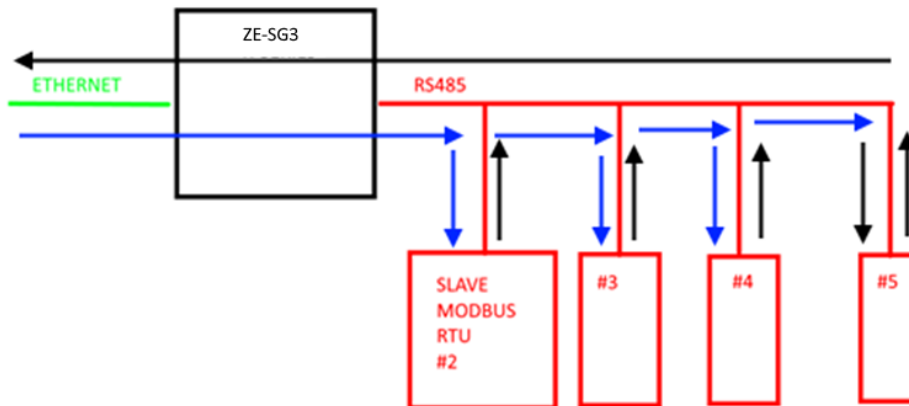 ZE-SG3
ETHERNET
RS485
SLAVE
MODBUS
RTU
#2
#3
#4
#5